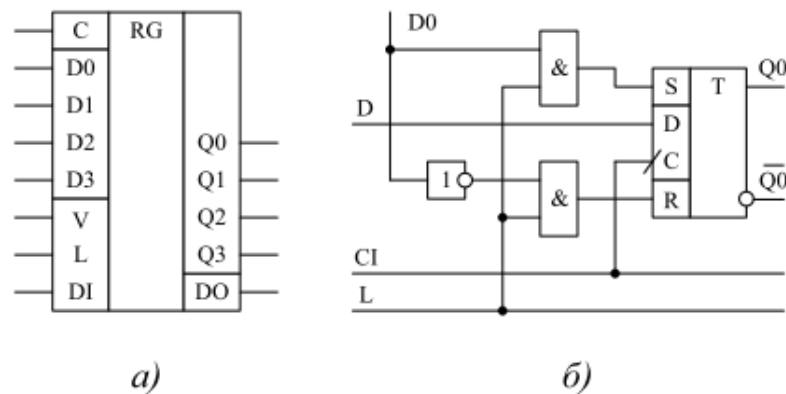 C RG
D0
D1
D2
D3
V
L
DI
Q0
Q1
Q2
Q3
DO
а)
D0
D
&
1
&
S T
D
C
R
Q0
Q0
CI
L
б)